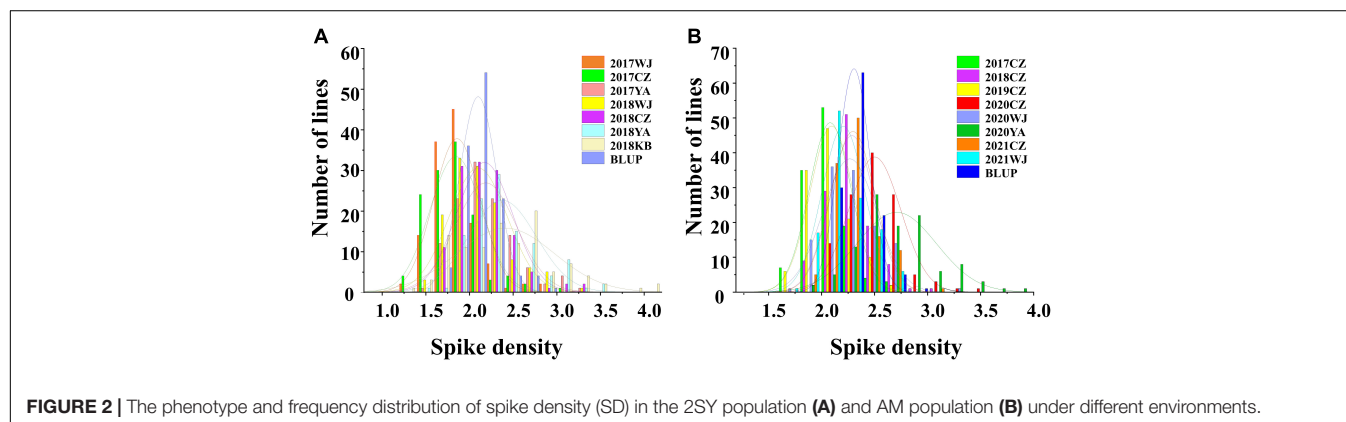 A
Number of lines
60
50
40
30
20
10
0
1.0 1.5 2.0 2.5 3.0 3.5 4.0
Spike density
2017WJ
2017CZ
2017YA
2018WJ
2018CZ
2018YA
2018KB
BLUP
B
Number of lines
70
60
50
40
30
20
10
0
1.5 2.0 2.5 3.0 3.5 4.0
Spike density
2017CZ
2018CZ
2019CZ
2020CZ
2020WJ
2020YA
2021CZ
2021WJ
BLUP
FIGURE 2 | The phenotype and frequency distribution of spike density (SD) in the 2SY population (A) and AM population (B) under different environments.